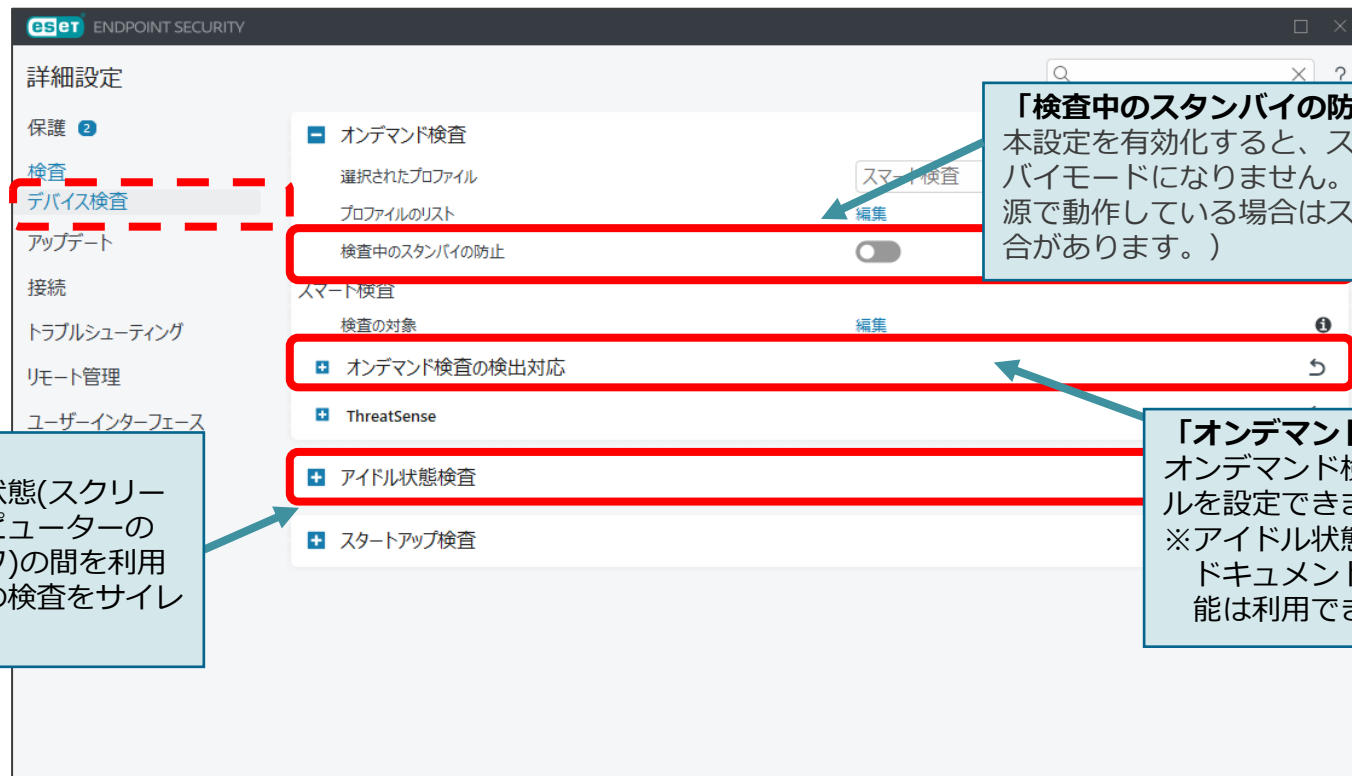 eset ENDPOINT SECURITY
詳細設定
?
保護 2
検査
デバイス検査
アップデート
接続
トラブルシューティング
リモート管理
ユーザーインターフェース
オンデマンド検査
選択されたプロファイル
スマート検査
プロファイルのリスト
編集
検査中のスタンバイの防止
スマート検査
検査の対象
編集
オンデマンド検査の検出対応
ThreatSense
アイドル状態検査
スタートアップ検査
「検査中のスタンバイの防
本設定を有効化すると、ス
バイモードになりません。
源で動作している場合はス
合があります。）
「オンデマンド
オンデマンド検
ルを設定できま
※アイドル状態
ドキュメント
能は利用でき
状態(スクリー
ピューターの
フ)の間を利用
の検査をサイレ